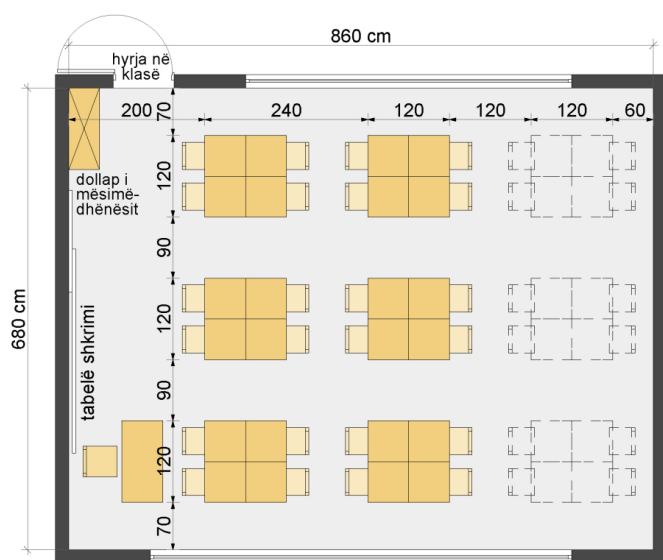 860 cm
hyrja në
klasë
200
240
120
120
120
60
70
120
90
120
90
120
70
dollap i
mësimë-
dhënësit
tabelë shkrimi
680 cm